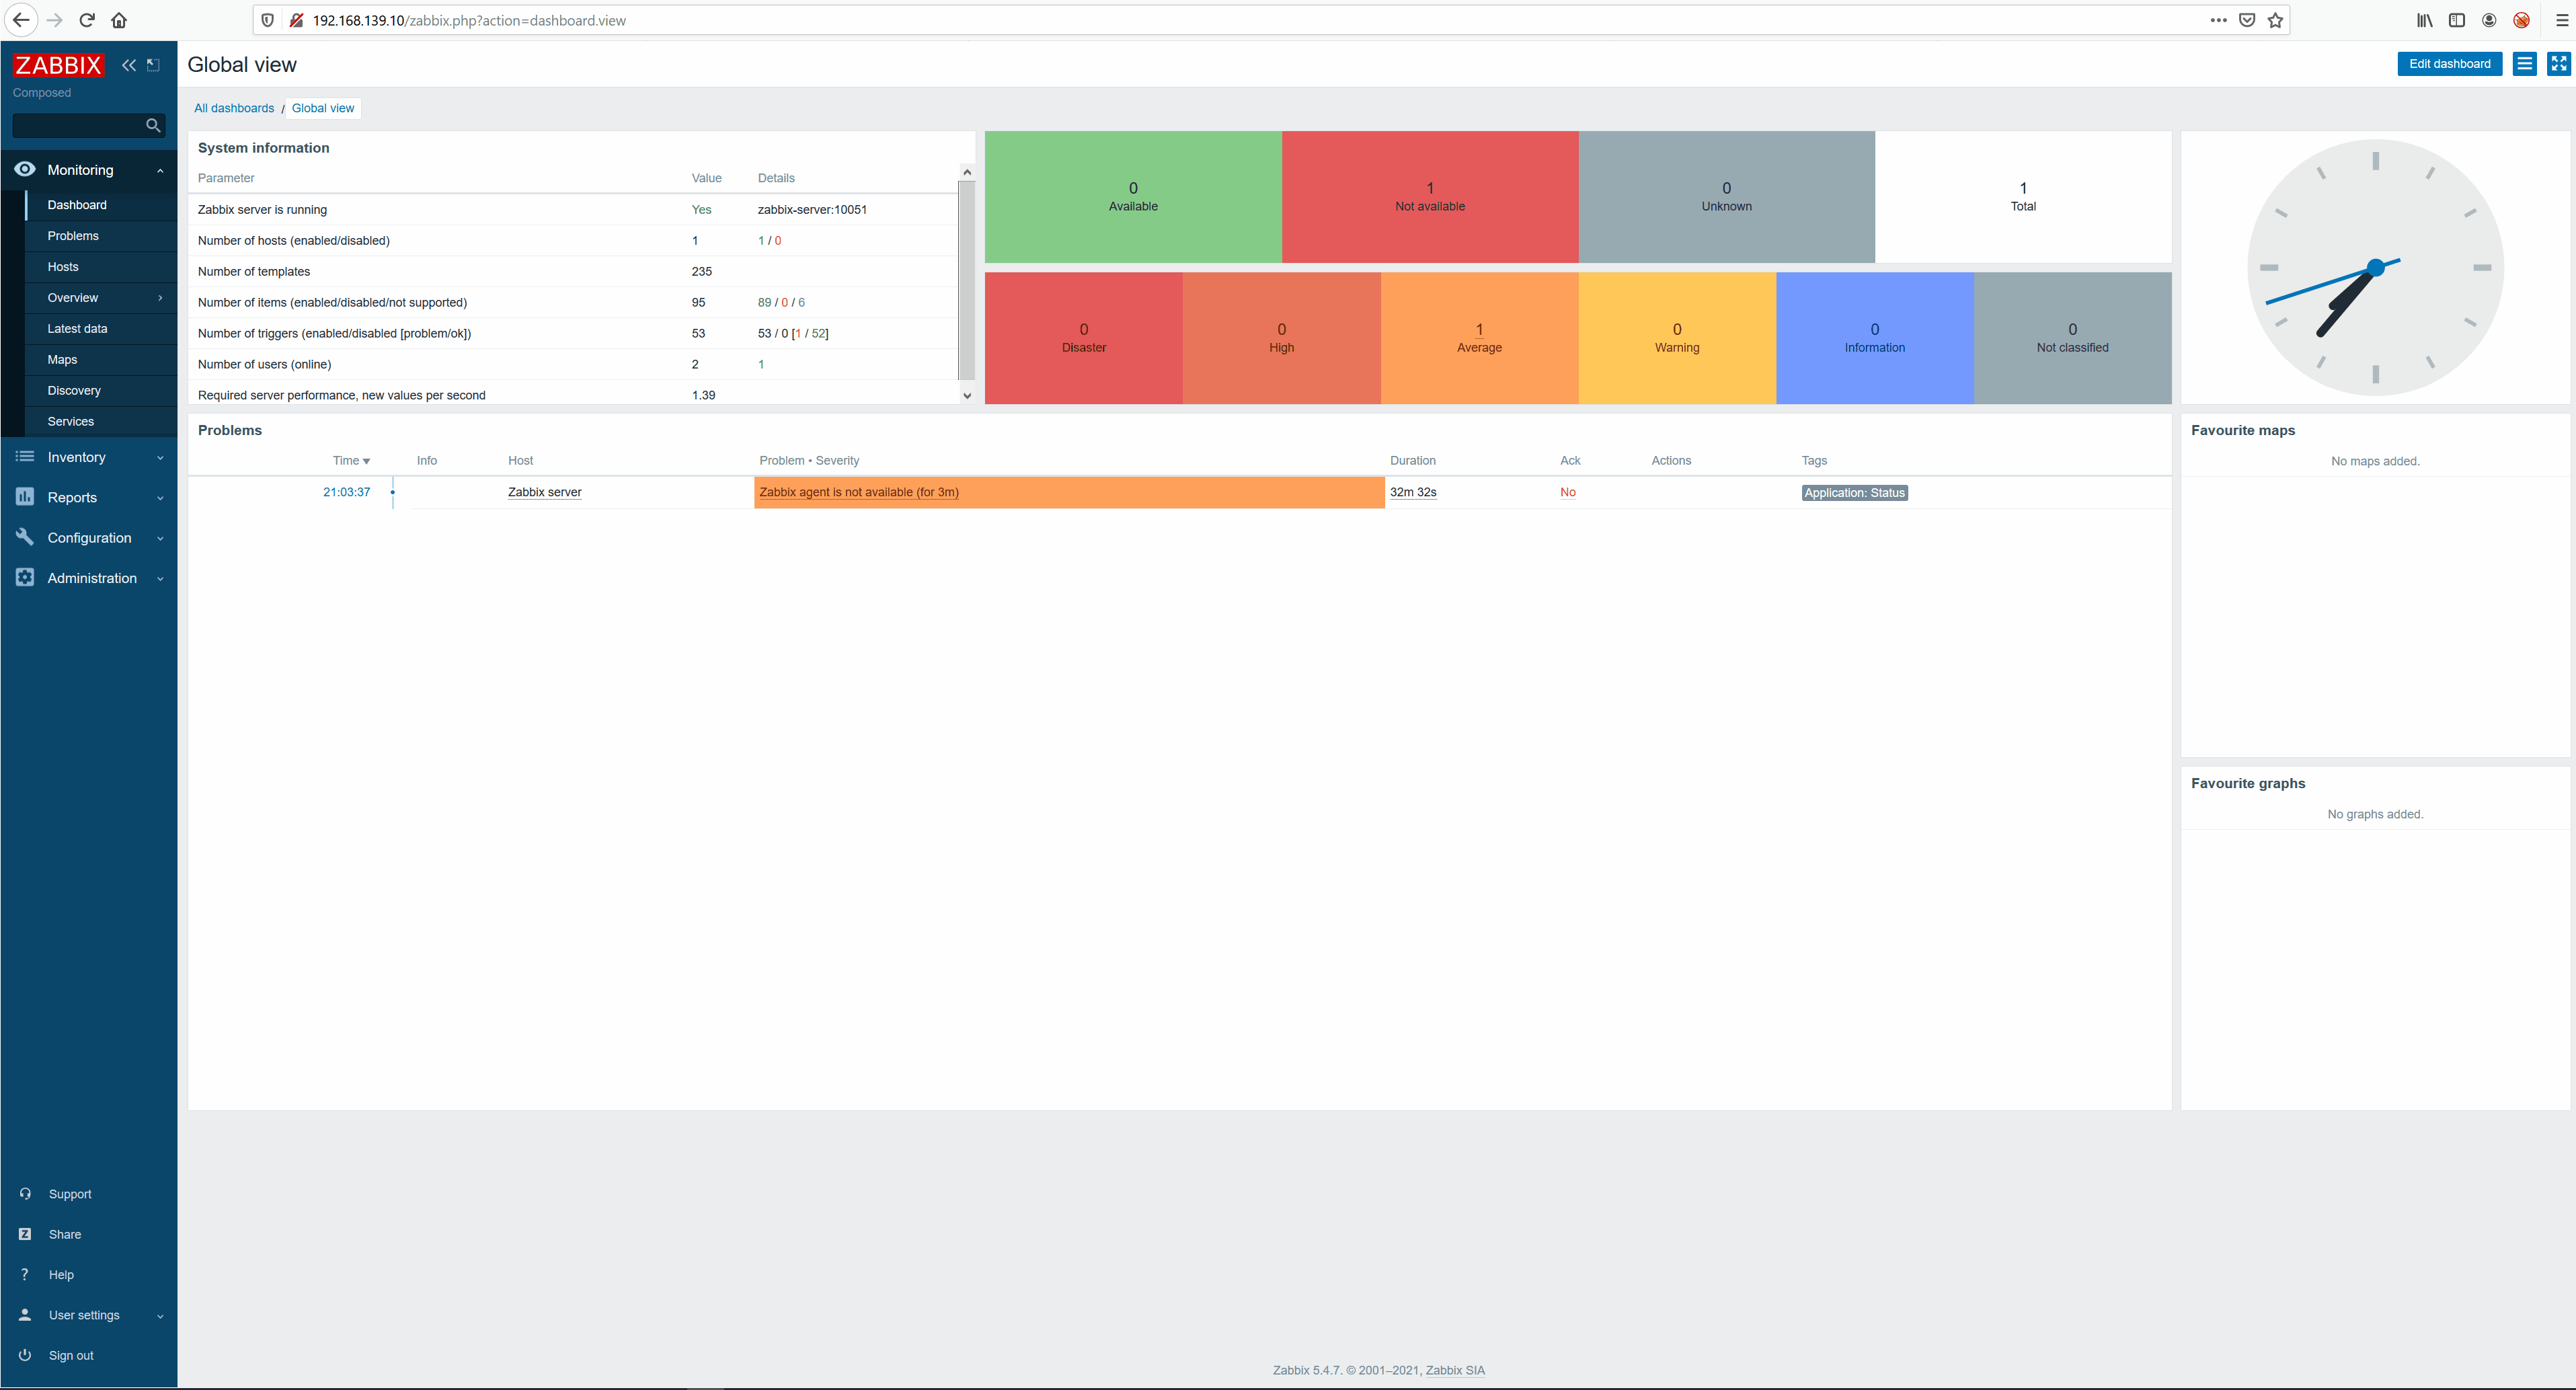 192.168.139.10/zabbix.php?action=dashboard.view
ZABBIX
Composed
Monitoring
Dashboard
Problems
Hosts
Overview
Latest data
Maps
Discovery
Services
Inventory
Reports
Configuration
Administration
Support
Share
Help
User settings
Sign out
Global view
Edit dashboard
All dashboards / Global view
System information
Parameter Value Details
Zabbix server is running Yes zabbix-server:10051
Number of hosts (enabled/disabled) 1 1 / 0
Number of templates 235
Number of items (enabled/disabled/not supported) 95 89 / 0 / 6
Number of triggers (enabled/disabled [problem/ok]) 53 53 / 0 [1 / 52]
Number of users (online) 2 1
Required server performance, new values per second 1.39
0 1 0 1
Available Not available Unknown Total
0 0 1 0 0 0
Disaster High Average Warning Information Not classified
Problems
Time Info Host Problem • Severity Duration Ack Actions Tags
21:03:37 Zabbix server Zabbix agent is not available (for 3m) 32m 32s No Application: Status
Favourite maps
No maps added.
Favourite graphs
No graphs added.
Zabbix 5.4.7. © 2001–2021, Zabbix SIA